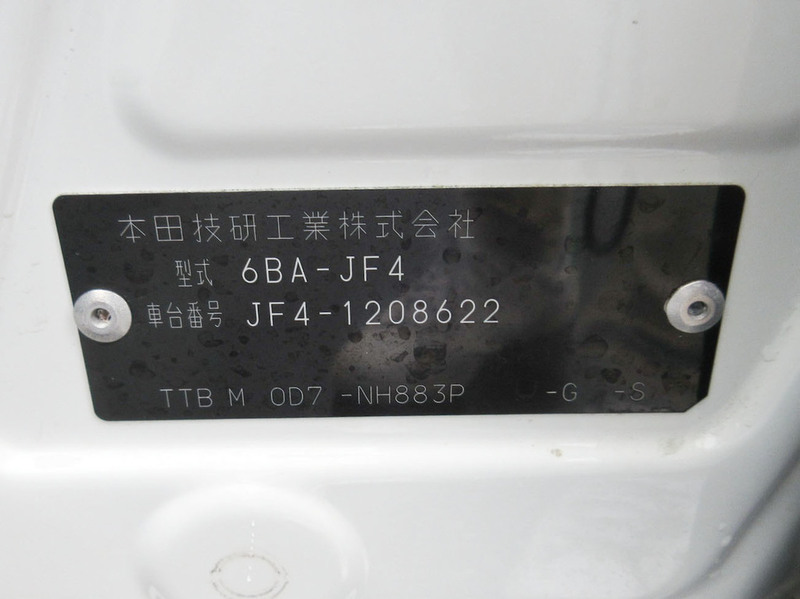 本田技研工業株式会社
型式 6BA-JF4
車台番号 JF4-1208622
TTB M 0D7 -NH883P -G -S